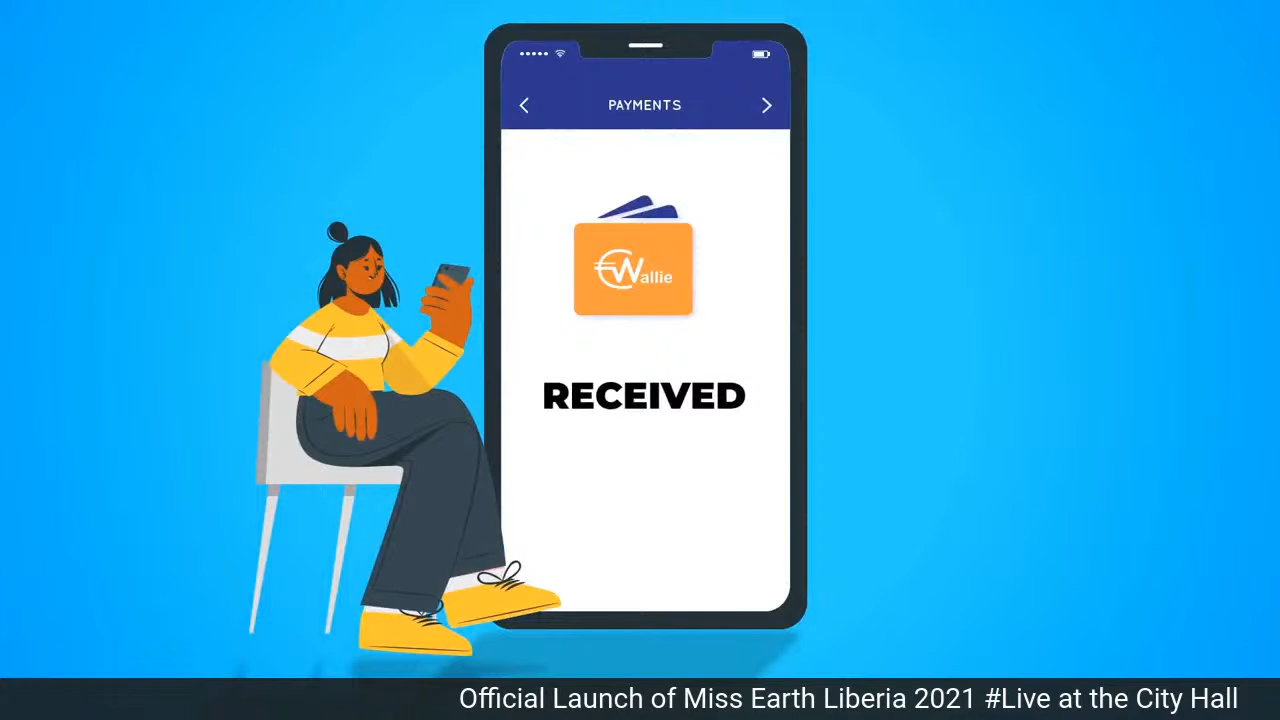 PAYMENTS
€Wallie
RECEIVED
Official Launch of Miss Earth Liberia 2021 #Live at the City Hall